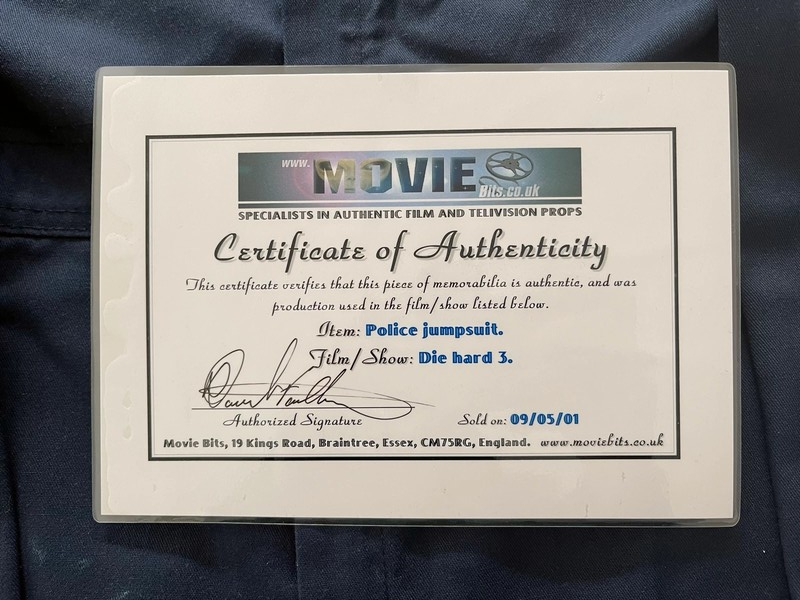 www. MOVIE Bits.co.uk
SPECIALISTS IN AUTHENTIC FILM AND TELIVISION PROPS
Certificate of Authenticity
This certificate verifies that this piece of memorabilia is authentic, and was
production used in the film/show listed below.
Item: Police jumpsuit.
Film/Show: Die hard 3.
Authorized Signature Sold on: 09/05/01
Movie Bits, 19 Kings Road, Braintree, Essex, CM75RG, England. www.moviebits.co.uk